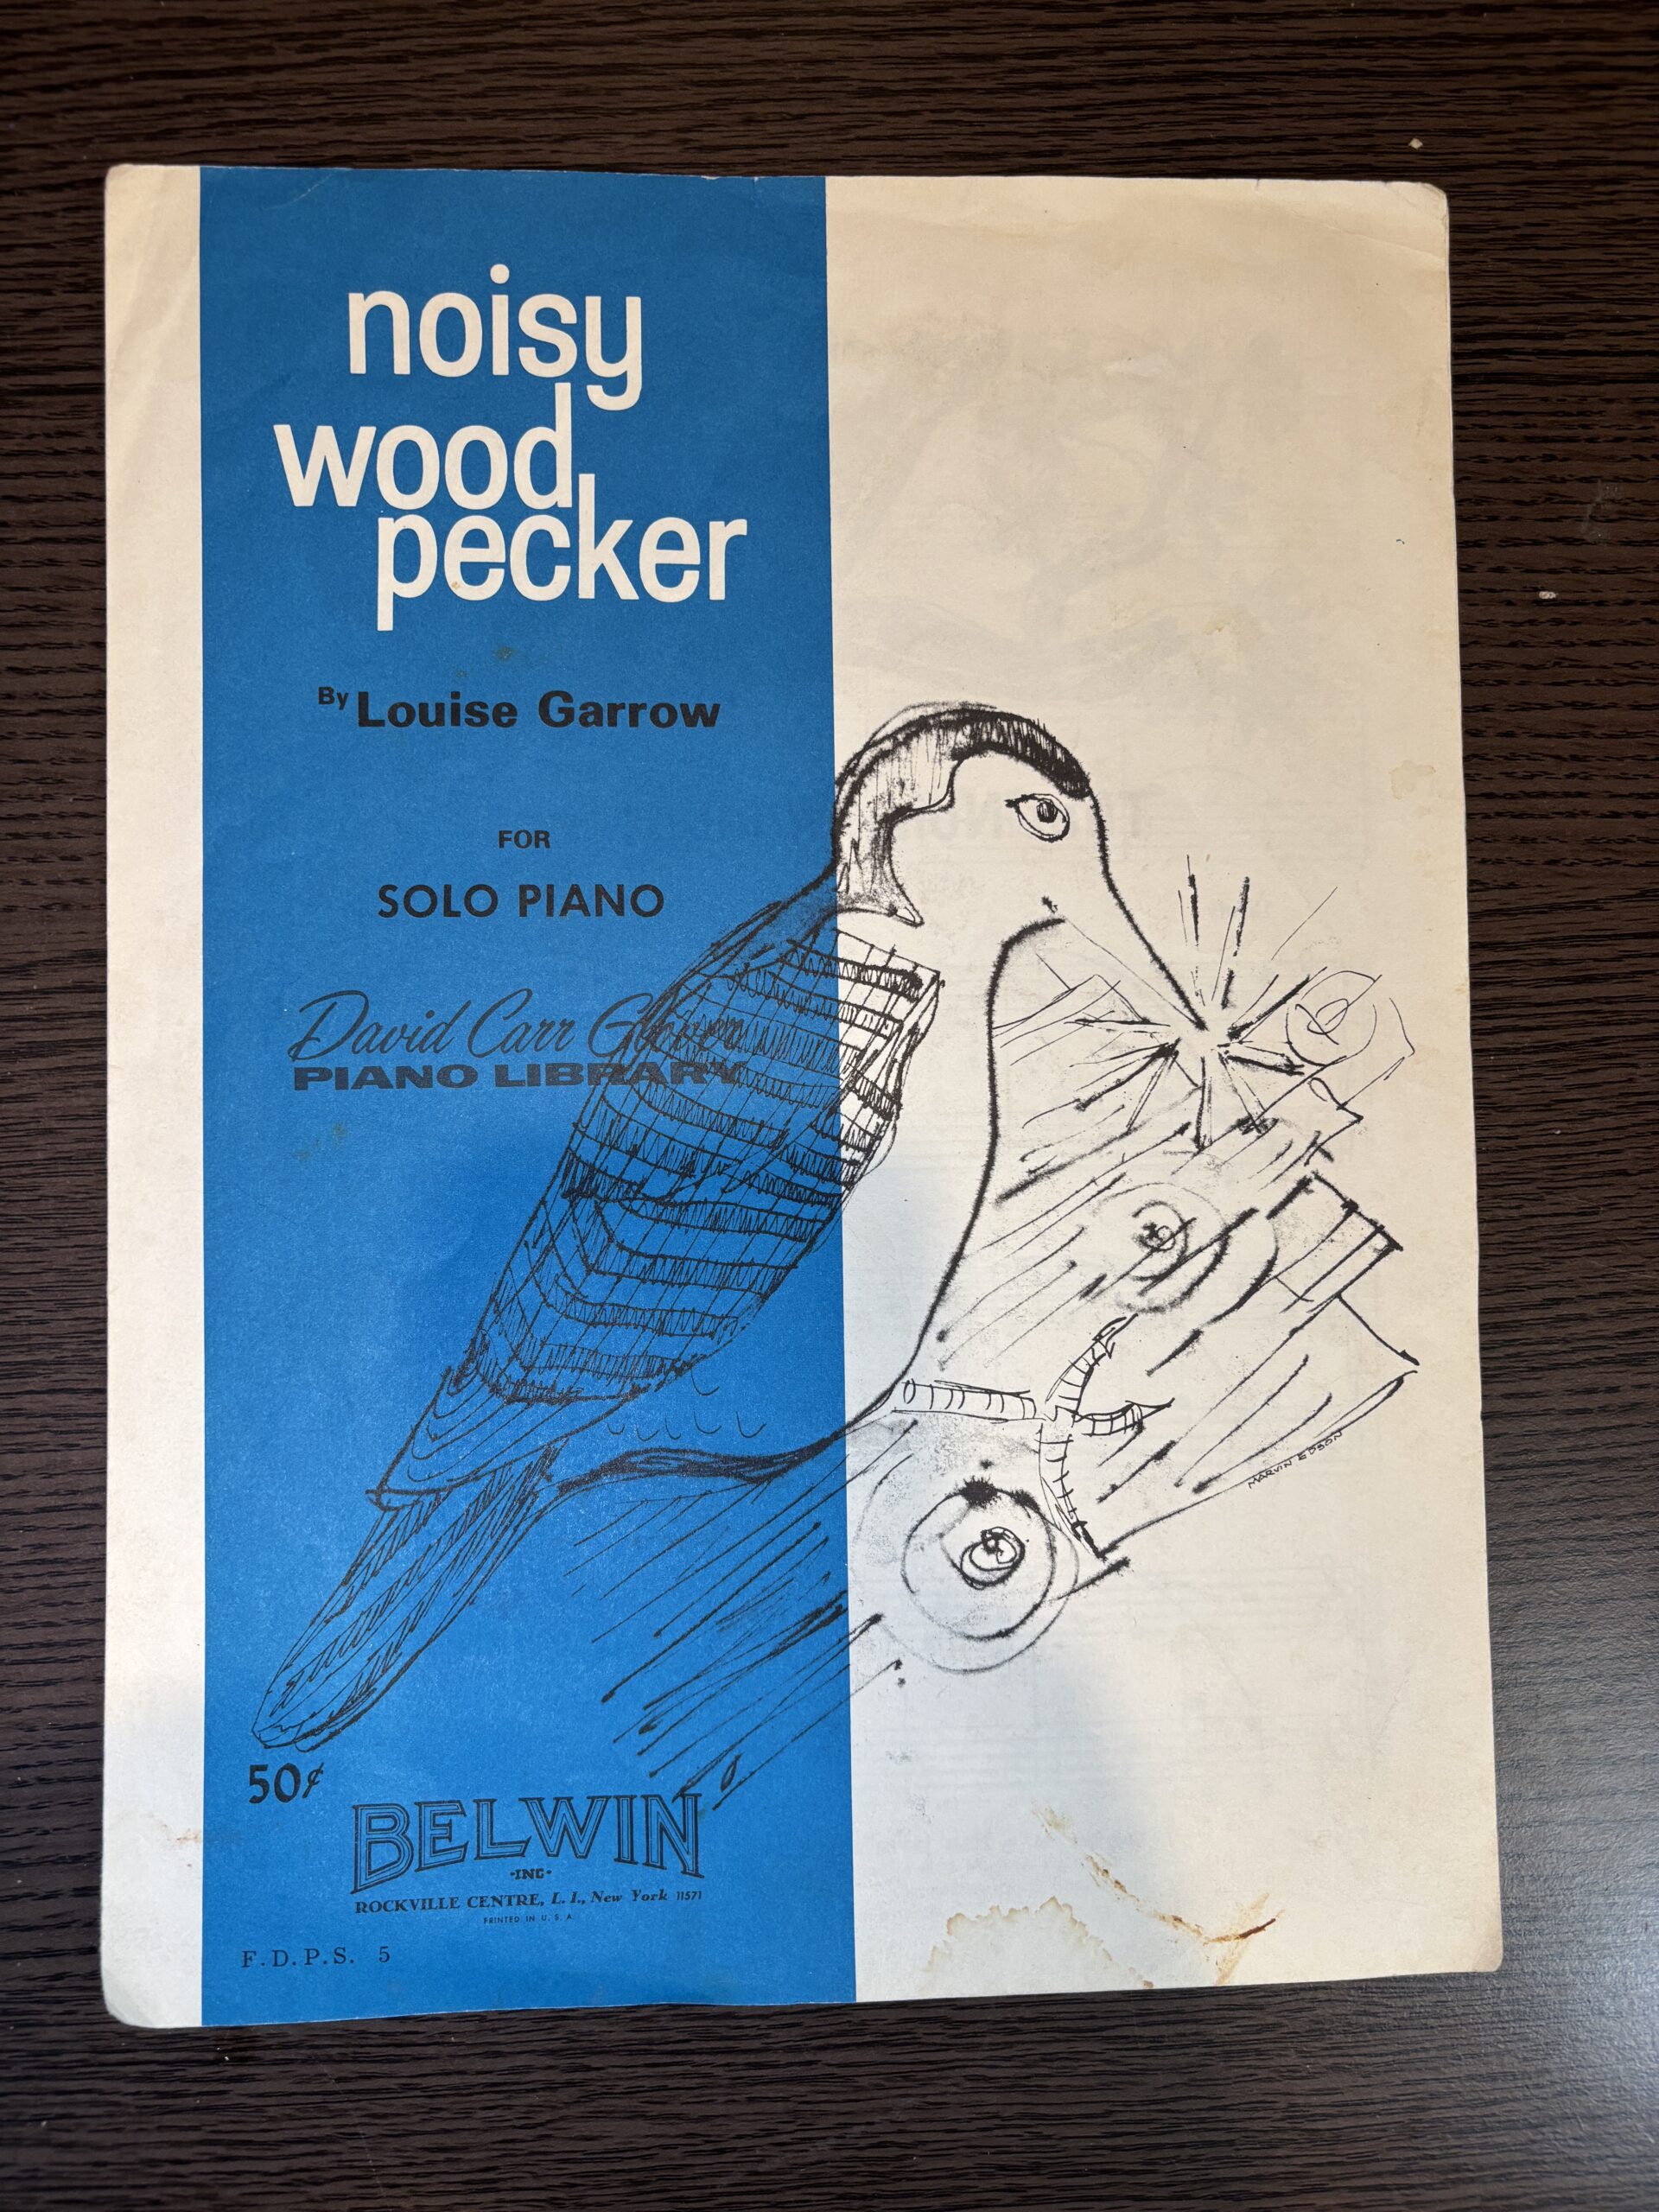 noisy
wood
pecker
By Louise Garrow
FOR
SOLO PIANO
David Carr Glover
PIANO LIBRARY
MARVIN EDSON
50¢
BELWIN
-INC-
ROCKVILLE CENTRE, L. I., New York 11571
PRINTED IN U. S. A.
F. D. P. S. 5